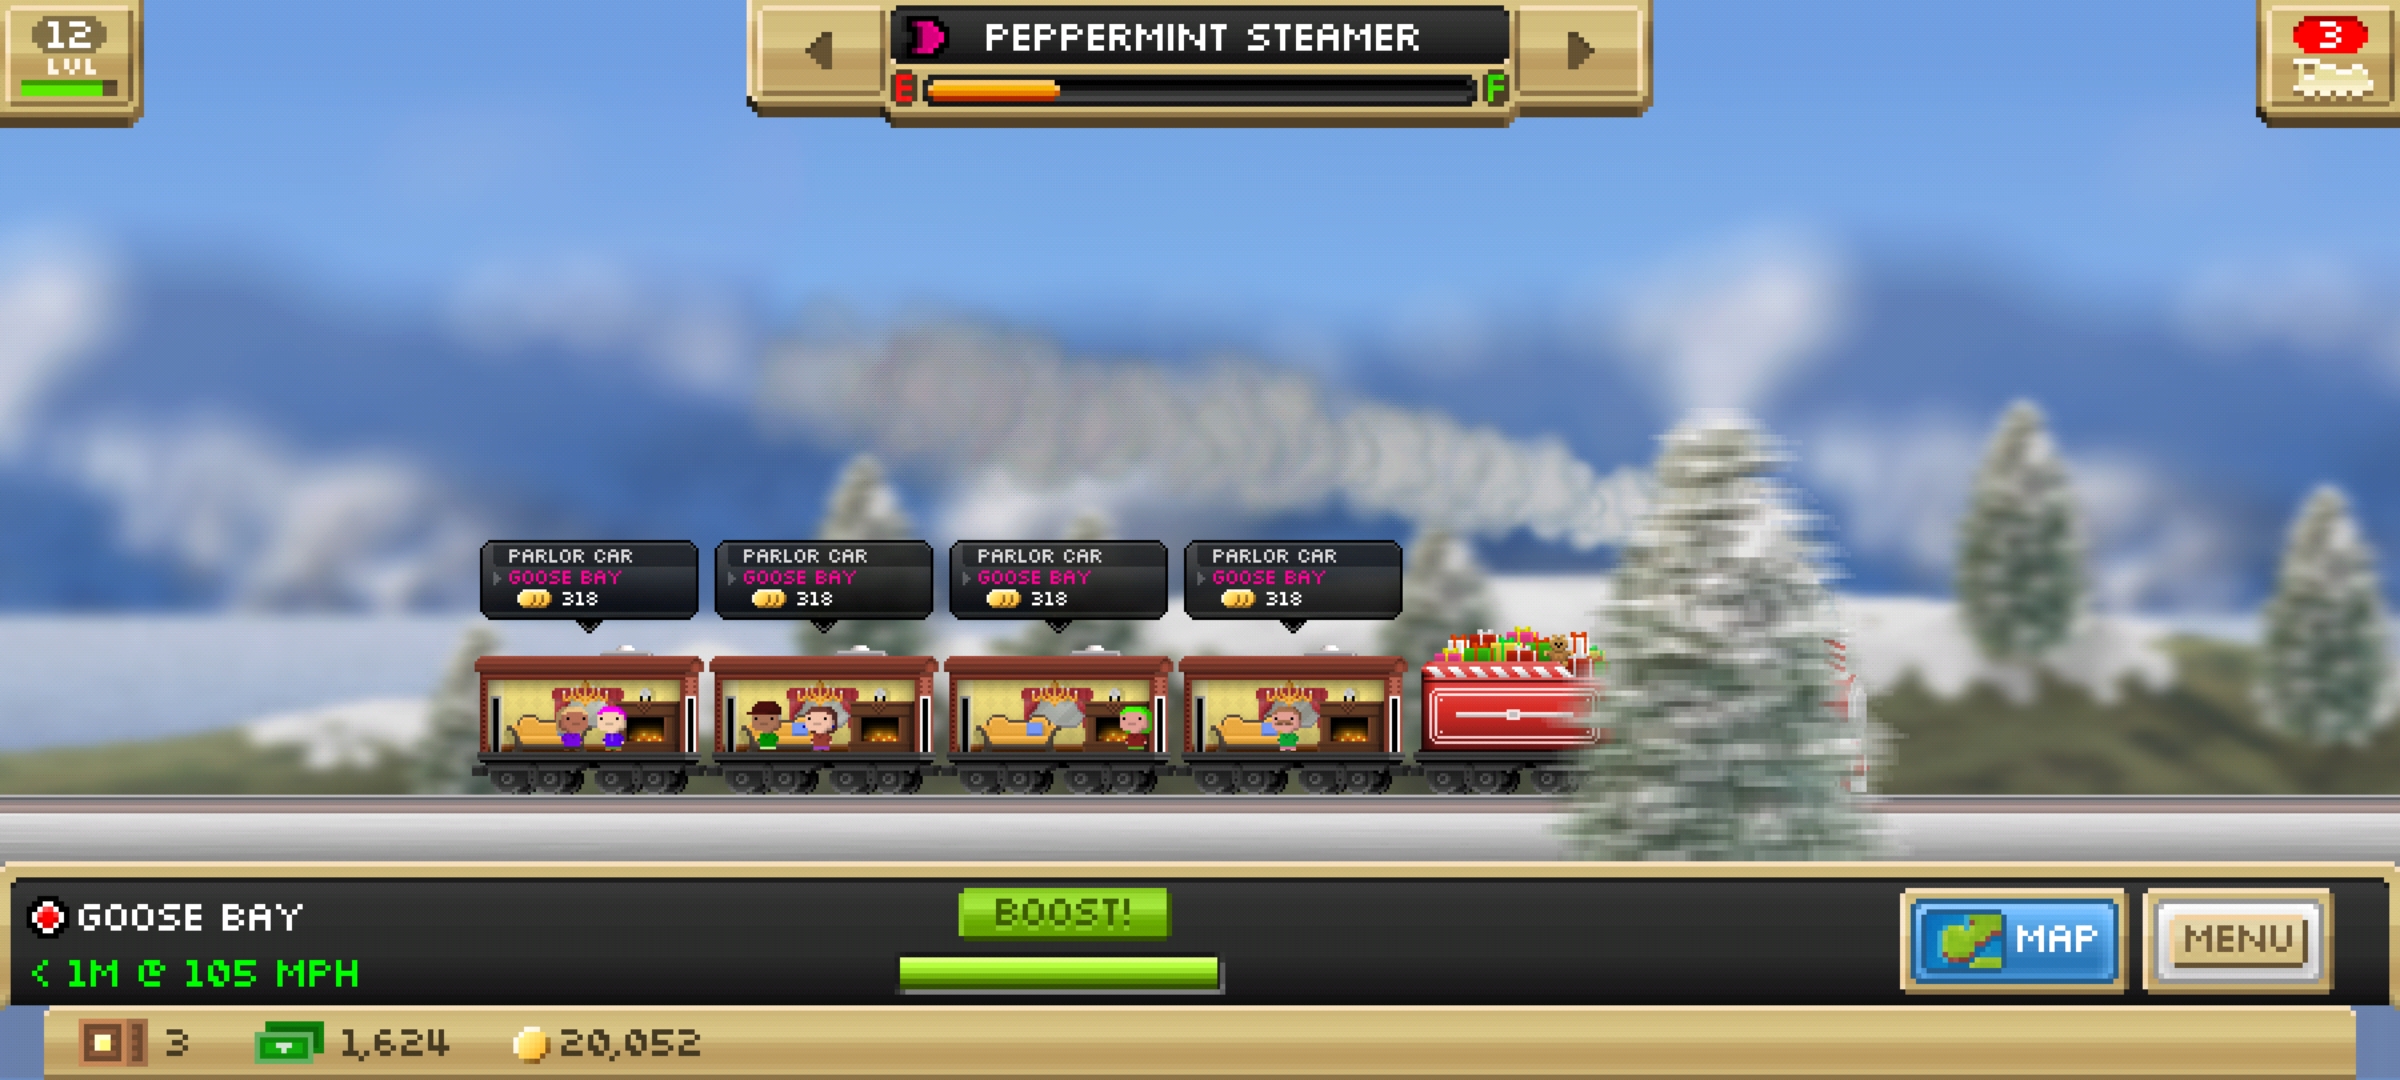 12
LVL
PEPPERMINT STEAMER
E
F
3
PARLOR CAR
GOOSE BAY
318
PARLOR CAR
GOOSE BAY
318
PARLOR CAR
GOOSE BAY
318
PARLOR CAR
GOOSE BAY
318
GOOSE BAY
< 1M @ 105 MPH
BOOST!
MAP
MENU
3
1,624
20,052